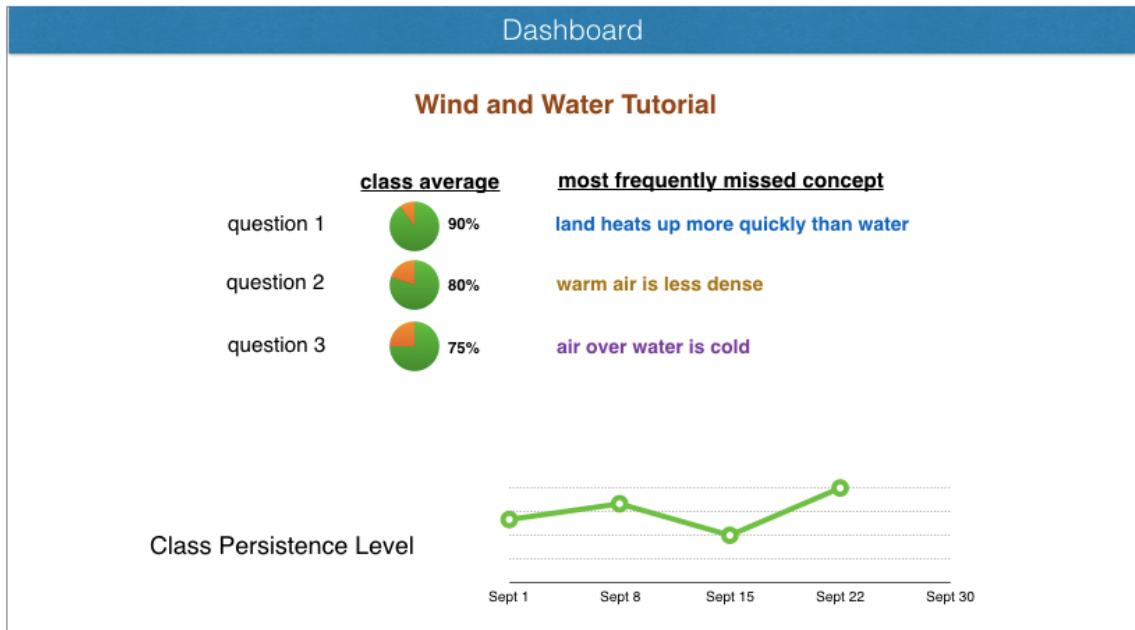 Dashboard
Wind and Water Tutorial
class average most frequently missed concept
question 1 90% land heats up more quickly than water
question 2 80% warm air is less dense
question 3 75% air over water is cold
Class Persistence Level
Sept 1 Sept 8 Sept 15 Sept 22 Sept 30